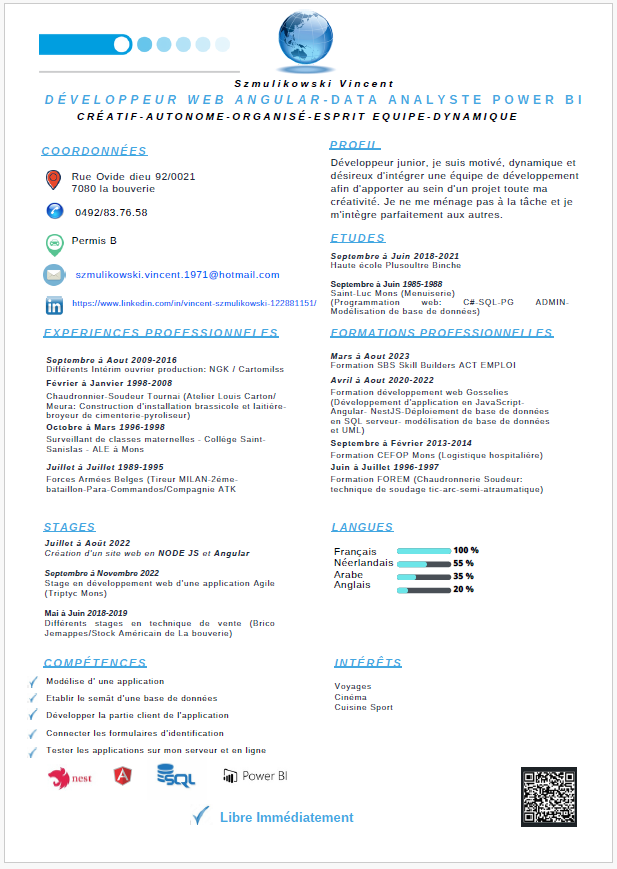 Szmulikowski Vincent
DÉVELOPPEUR WEB ANGULAR-DATA ANALYSTE POWER BI
CRÉATIF-AUTONOME-ORGANISÉ-ESPRIT EQUIPE-DYNAMIQUE
COORDONNÉES
Rue Ovide dieu 92/0021
7080 la bouverie
0492/83.76.58
Permis B
szmulikowski.vincent.1971@hotmail.com
https://www.linkedin.com/in/vincent-szmulikowski-122881151/
PROFIL
Développeur junior, je suis motivé, dynamique et
désireux d'intégrer une équipe de développement
afin d'apporter au sein d'un projet toute ma
créativité. Je ne me ménage pas à la tâche et je
m'intègre parfaitement aux autres.
ETUDES
Septembre à Juin 2018-2021
Haute école Plusoultre Binche
Septembre à Juin 1985-1988
Saint-Luc Mons (Menuiserie)
(Programmation web: C#-SQL-PG ADMIN-
Modélisation de base de données)
EXPERIENCES PROFESSIONNELLES
Septembre à Aout 2009-2016
Différents Intérim ouvrier production: NGK / Cartomilss
Février à Janvier 1998-2008
Chaudronnier-Soudeur Tournai (Atelier Louis Carton/
Meura: Construction d'installation brassicole et laitière-
broyeur de cimenterie-pyroliseur)
Octobre à Mars 1996-1998
Surveillant de classes maternelles - Collège Saint-
Sanislas - ALE à Mons
Juillet à Juillet 1989-1995
Forces Armées Belges (Tireur MILAN-2ème-
bataillon-Para-Commandos/Compagnie ATK
FORMATIONS PROFESSIONNELLES
Mars à Aout 2023
Formation SBS Skill Builders ACT EMPLOI
Avril à Aout 2020-2022
Formation développement web Gosselies
(Développement d'application en JavaScript-
Angular- NestJS-Déploiement de base de données
en SQL serveur- modélisation de base de données
et UML)
Septembre à Février 2013-2014
Formation CEFOP Mons (Logistique hospitalière)
Juin à Juillet 1996-1997
Formation FOREM (Chaudronnerie Soudeur:
technique de soudage tic-arc-semi-atraumatique)
STAGES
Juillet à Août 2022
Création d'un site web en NODE JS et Angular
Septembre à Novembre 2022
Stage en développement web d'une application Agile
(Triptyc Mons)
Mai à Juin 2018-2019
Différents stages en technique de vente (Brico
Jemappes/Stock Américain de La bouverie)
LANGUES
Français 100 %
Néerlandais 55 %
Arabe 35 %
Anglais 20 %
COMPÉTENCES
Modélise d' une application
Etablir le semât d'une base de données
Développer la partie client de l'application
Connecter les formulaires d'identification
Tester les applications sur mon serveur et en ligne
INTÉRÊTS
Voyages
Cinéma
Cuisine Sport
nest
A
SQL
Power BI
Libre Immédiatement